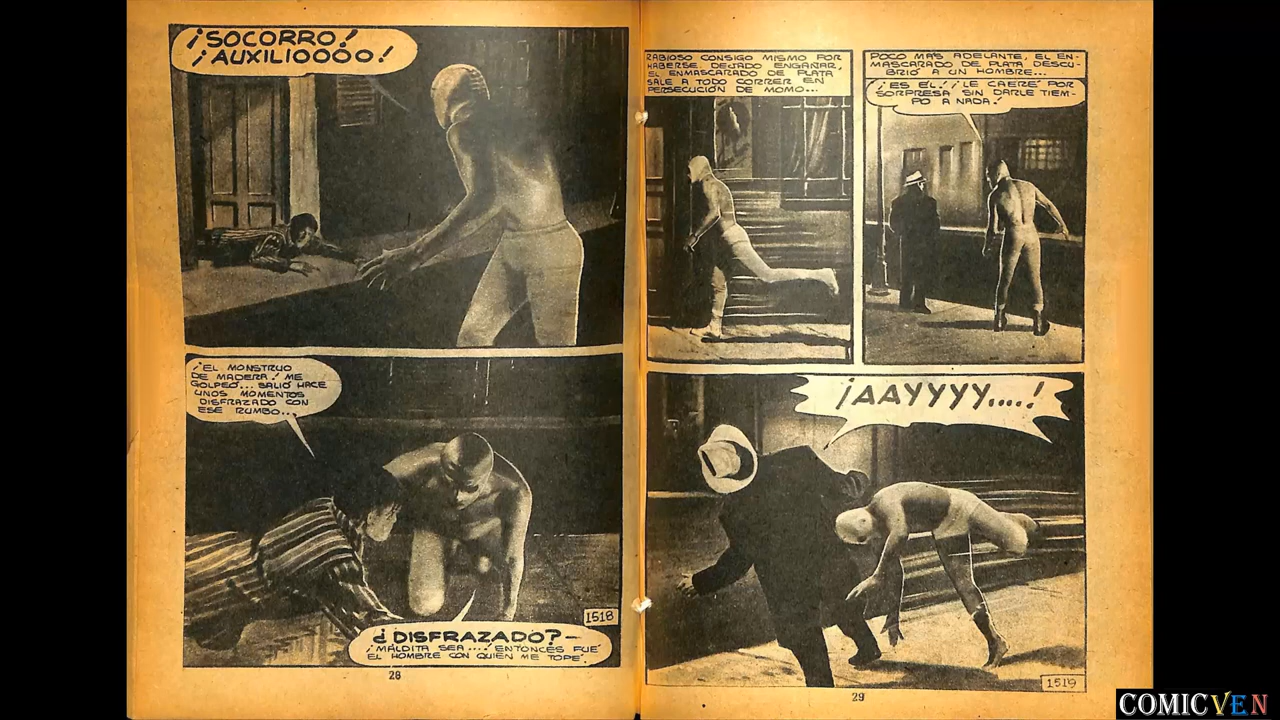 ¡SOCORRO!
¡AUXILIOOOO!
¡EL MONSTRUO
DE MADERA! ME
GOLPEÓ... SALIÓ HACE
UNOS MOMENTOS
DISFRAZADO CON
ESE RUMBO...
¿DISFRAZADO?—
¡MALDITA SEA....! ENTONCES FUÉ
EL HOMBRE CON QUIEN ME TOPÉ.
1518
28
RABIOSO CONSIGO MISMO POR
HABERSE DEJADO ENGAÑAR,
EL ENMASCARADO DE PLATA
SALE A TODO CORRER EN
PERSECUCIÓN DE MOMO...
POCO MÁS ADELANTE, EL EN-
MASCARADO DE PLATA DESCU-
BRIÓ A UN HOMBRE...
¡ES EL! ¡LE CAERÉ POR
SORPRESA SIN DARLE TIEM-
PO A NADA!
¡AAYYYY....!
1519
29
COMICVEN